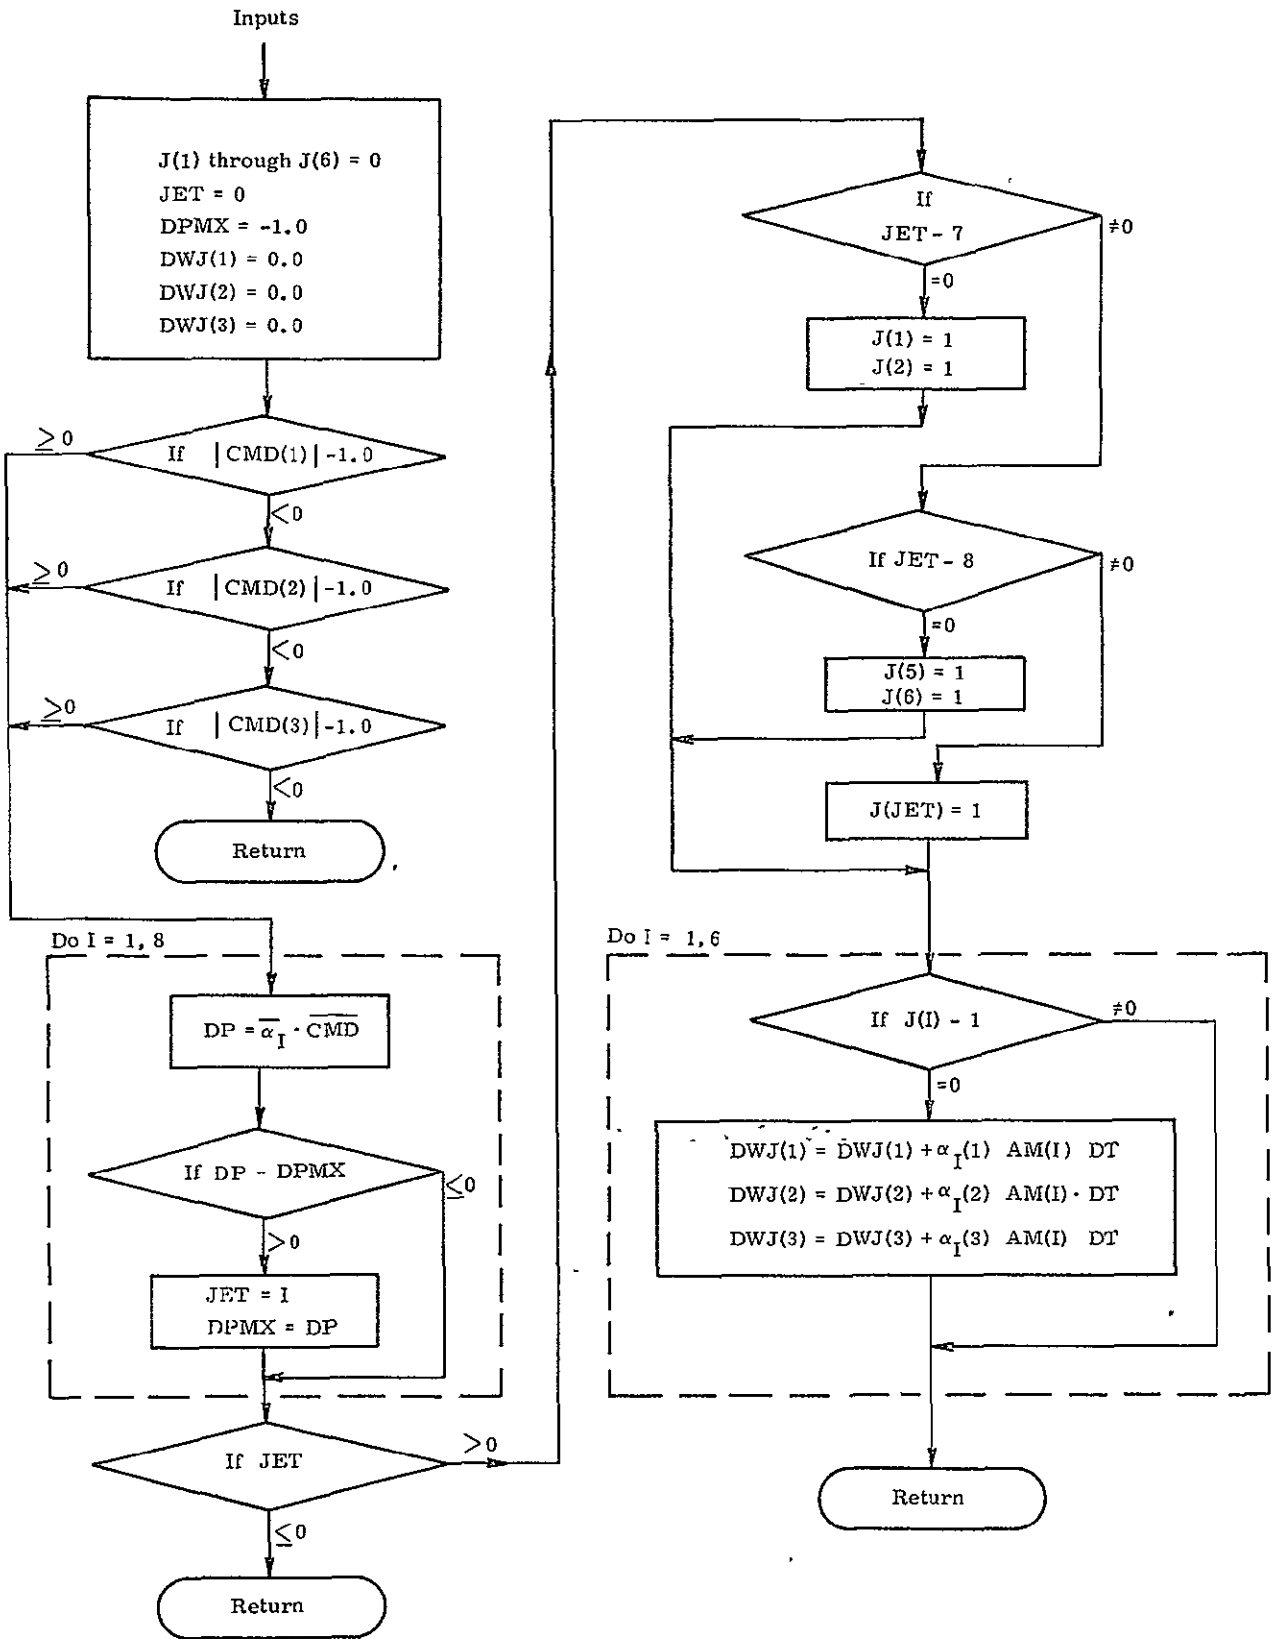 Inputs
J(1) through J(6) = 0
JET = 0
DPMX = -1.0
DWJ(1) = 0.0
DWJ(2) = 0.0
DWJ(3) = 0.0
If |CMD(1)| -1.0
≥ 0
<0
If |CMD(2)| -1.0
≥0
<0
If |CMD(3)| -1.0
≥0
<0
Return
Do I = 1, 8
DP = α̅_I · C̅M̅D̅
If DP - DPMX
≤0
>0
JET = I
DPMX = DP
If JET
>0
≤0
Return
If
JET - 7
≠0
=0
J(1) = 1
J(2) = 1
If JET - 8
≠0
=0
J(5) = 1
J(6) = 1
J(JET) = 1
Do I = 1,6
If J(I) - 1
≠0
=0
DWJ(1) = DWJ(1) + α_I(1) AM(I) DT
DWJ(2) = DWJ(2) + α_I(2) AM(I) · DT
DWJ(3) = DWJ(3) + α_I(3) AM(I) DT
Return